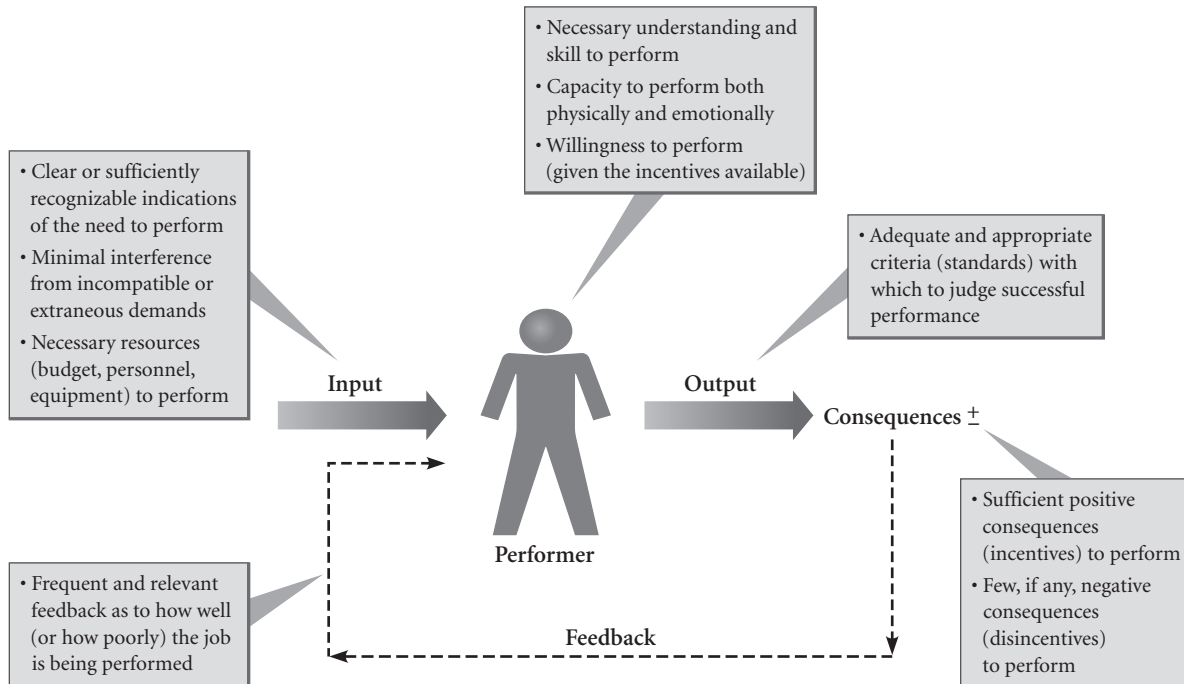 • Necessary understanding and
skill to perform
• Capacity to perform both
physically and emotionally
• Willingness to perform
(given the incentives available)
• Clear or sufficiently
recognizable indications
of the need to perform
• Minimal interference
from incompatible or
extraneous demands
• Necessary resources
(budget, personnel,
equipment) to perform
• Adequate and appropriate
criteria (standards) with
which to judge successful
performance
Input
Output
Consequences ±
Performer
• Sufficient positive
consequences
(incentives) to perform
• Few, if any, negative
consequences
(disincentives)
to perform
• Frequent and relevant
feedback as to how well
(or how poorly) the job
is being performed
Feedback